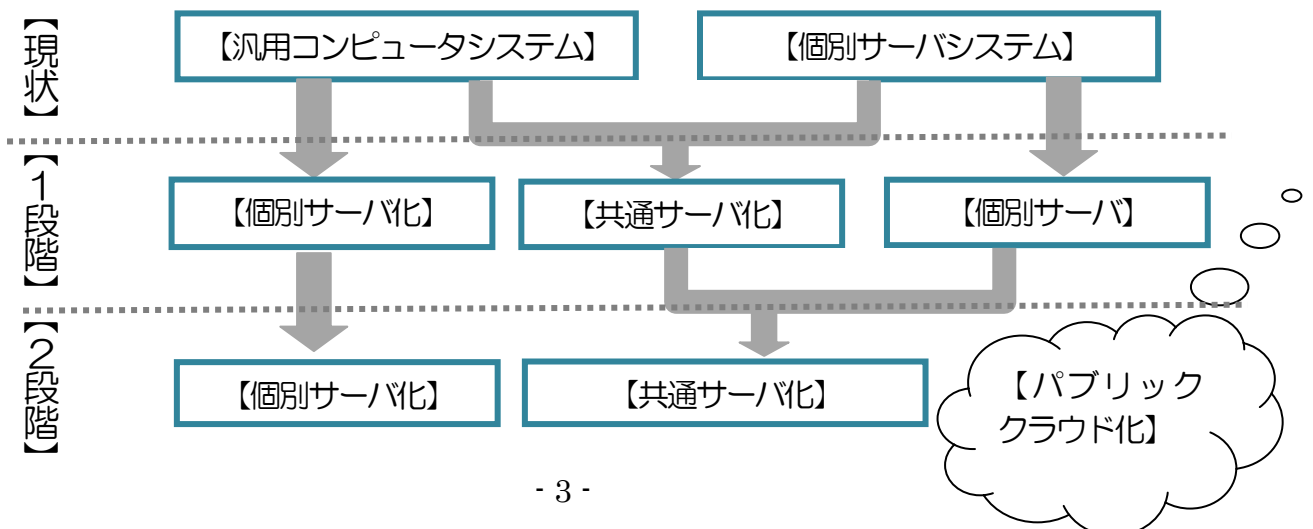 【現状】
【汎用コンピュータシステム】
【個別サーバシステム】
【1段階】
【個別サーバ化】
【共通サーバ化】
【個別サーバ】
【2段階】
【個別サーバ化】
【共通サーバ化】
【パブリック
クラウド化】
- 3 -